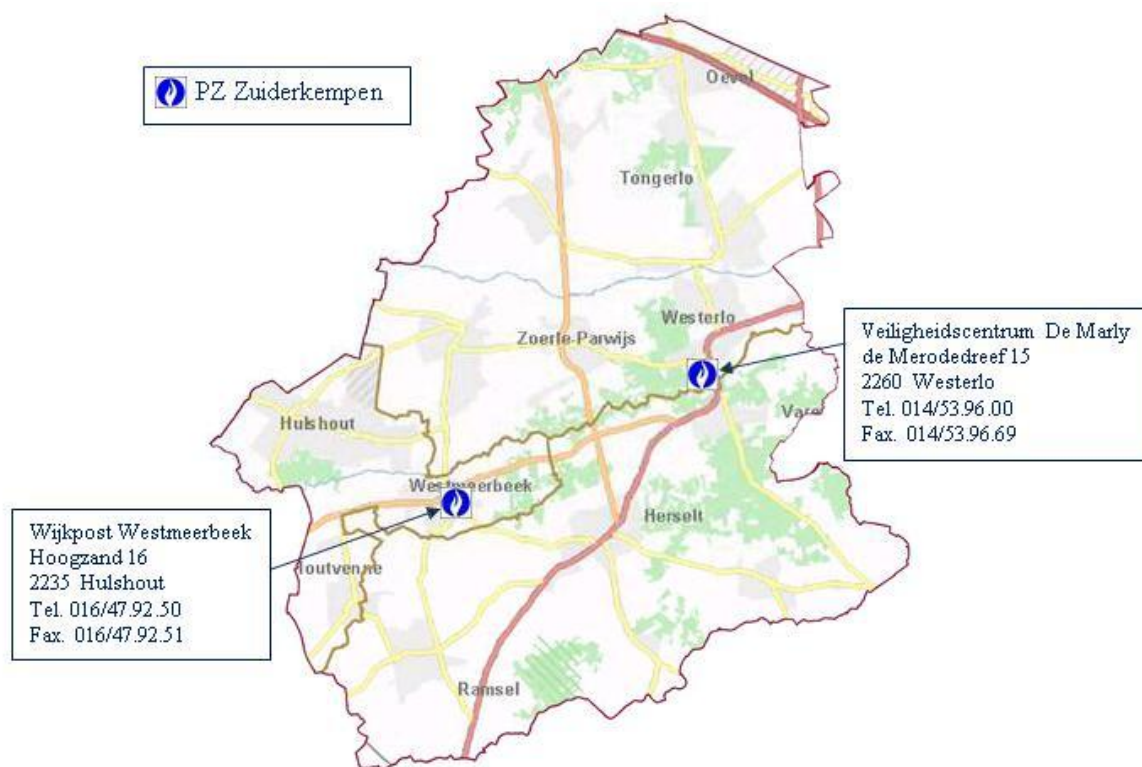 PZ Zuiderkempen
Oevel
Tongerlo
Westerlo
Zoerle-Parwijs
Veiligheidscentrum De Marly
de Merodedreef 15
2260 Westerlo
Tel. 014/53.96.00
Fax. 014/53.96.69
Hulshout
Vare
Westmeerbeek
Herselt
Wijkpost Westmeerbeek
Hoogzand 16
2235 Hulshout
Tel. 016/47.92.50
Fax. 016/47.92.51
outvenne
Ramsel